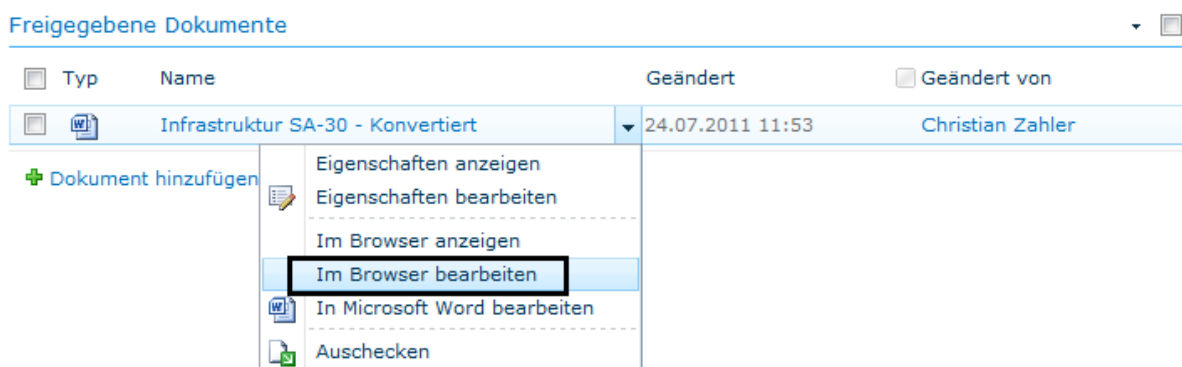 Freigegebene Dokumente
Typ Name Geändert Geändert von
Infrastruktur SA-30 - Konvertiert 24.07.2011 11:53 Christian Zahler
Dokument hinzufügen
Eigenschaften anzeigen
Eigenschaften bearbeiten
Im Browser anzeigen
Im Browser bearbeiten
In Microsoft Word bearbeiten
Auschecken